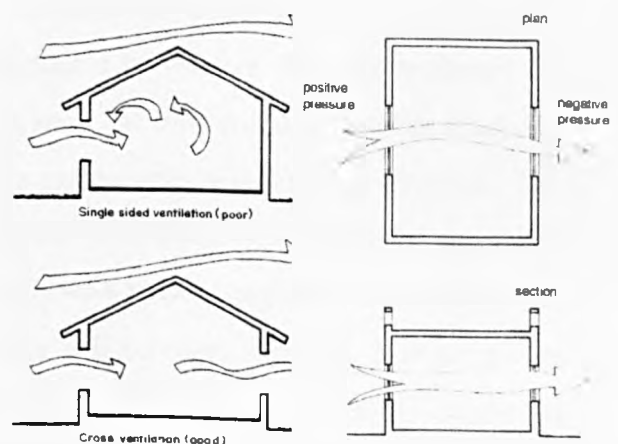 plan
positive
pressure
negative
pressure
Single sided ventilation (poor)
section
Cross ventilation (good)